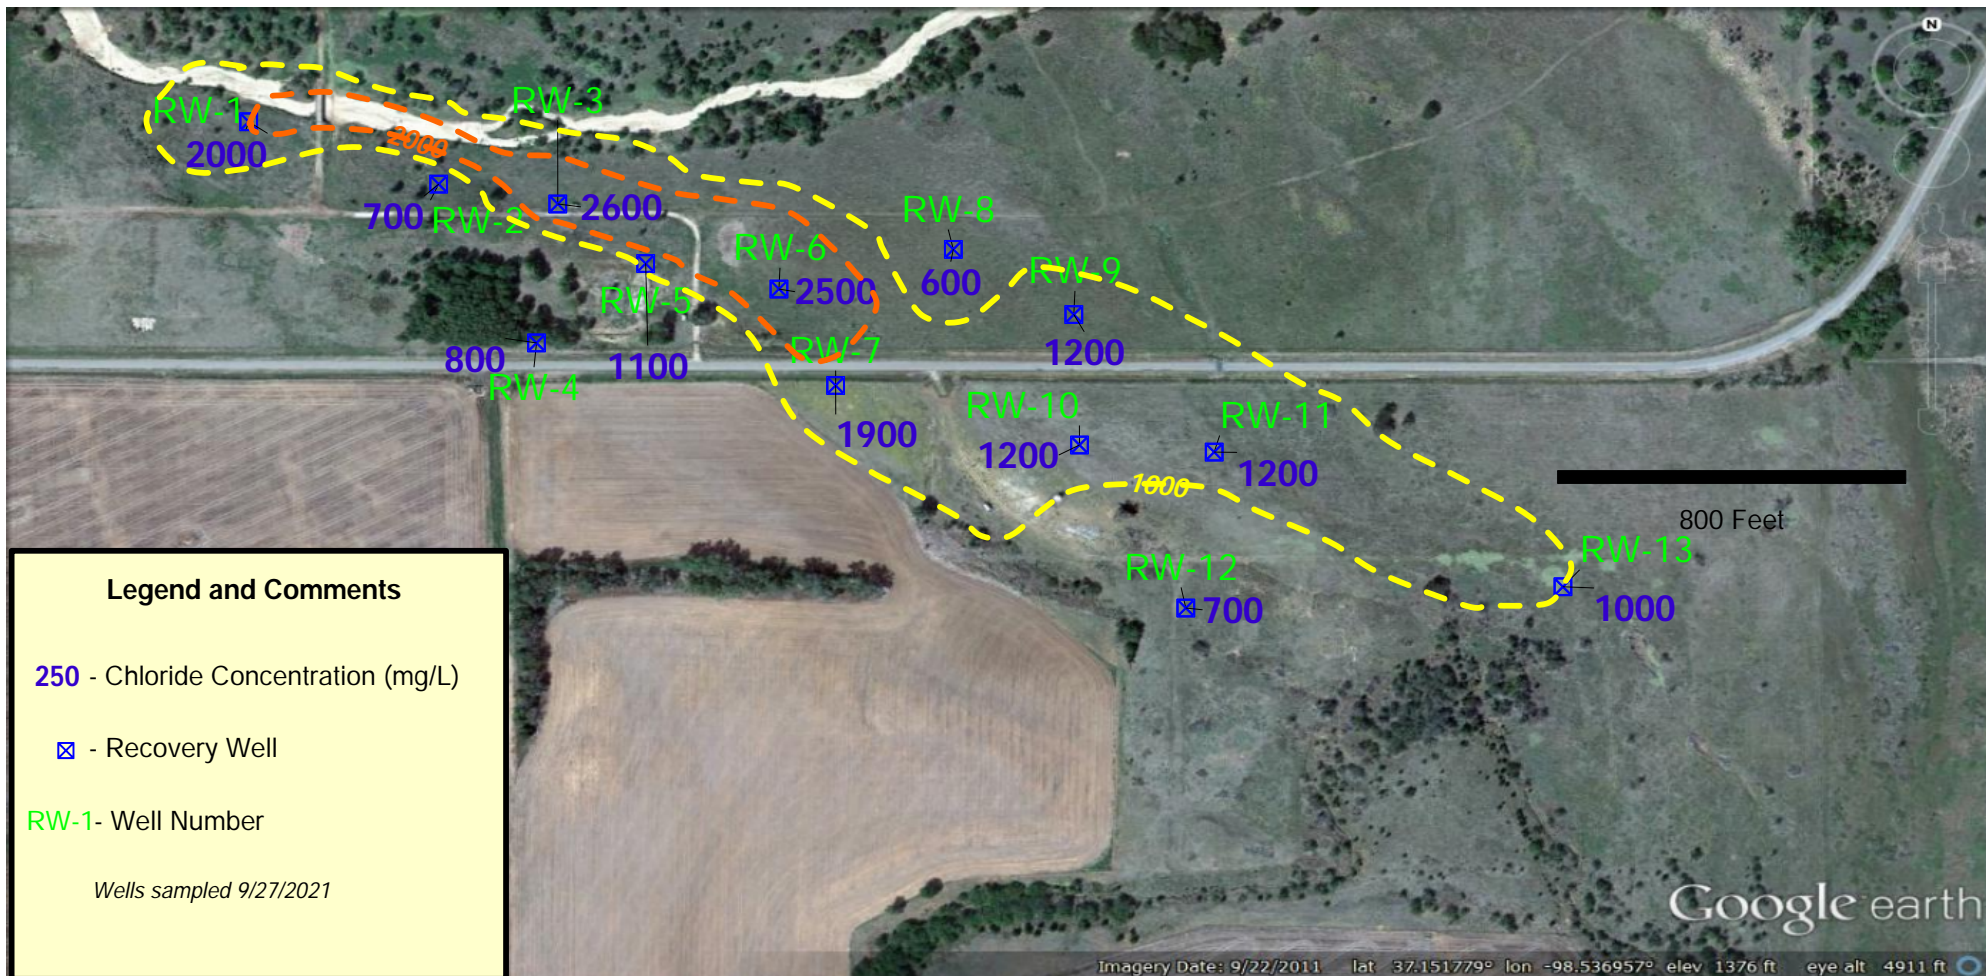 N
RW-1
2000
2000
RW-3
700
RW-2
2600
RW-8
600
RW-6
2500
RW-9
1200
RW-5
1100
800
RW-4
RW-7
1900
RW-10
1200
RW-11
1200
1000
800 Feet
RW-13
1000
RW-12
700
Legend and Comments
250 - Chloride Concentration (mg/L)
- Recovery Well
RW-1- Well Number
Wells sampled 9/27/2021
Google earth
Imagery Date: 9/22/2011 lat 37.151779° lon -98.536957° elev 1376 ft eye alt 4911 ft